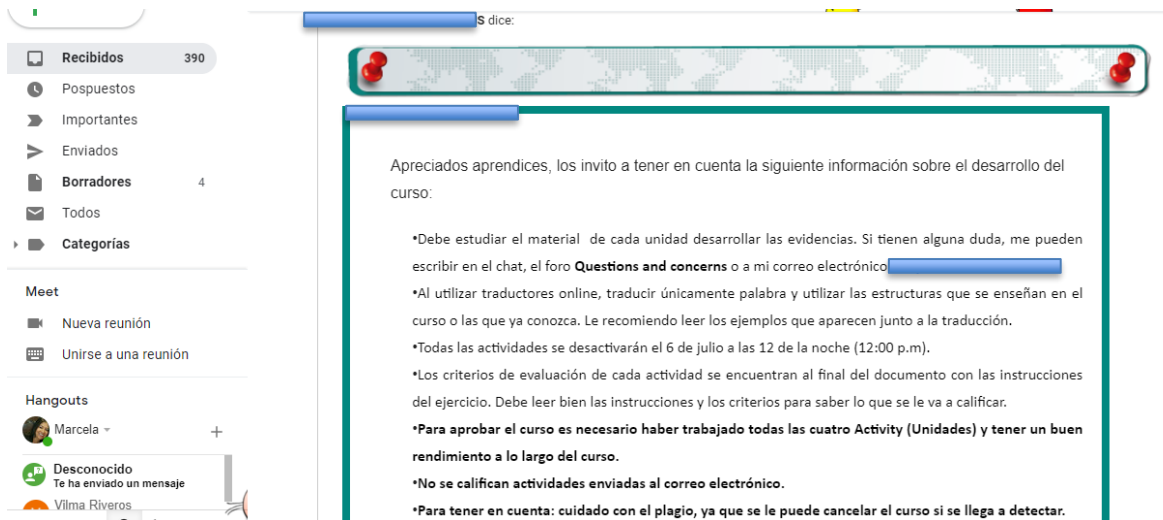 Recibidos 390
Pospuestos
Importantes
Enviados
Borradores 4
Todos
Categorías
Meet
Nueva reunión
Unirse a una reunión
Hangouts
Marcela
Desconocido
Te ha enviado un mensaje
Vilma Riveros
S dice:
Apreciados aprendices, los invito a tener en cuenta la siguiente información sobre el desarrollo del
curso:
•Debe estudiar el material de cada unidad desarrollar las evidencias. Si tienen alguna duda, me pueden
escribir en el chat, el foro Questions and concerns o a mi correo electrónico
•Al utilizar traductores online, traducir únicamente palabra y utilizar las estructuras que se enseñan en el
curso o las que ya conozca. Le recomiendo leer los ejemplos que aparecen junto a la traducción.
•Todas las actividades se desactivarán el 6 de julio a las 12 de la noche (12:00 p.m).
•Los criterios de evaluación de cada actividad se encuentran al final del documento con las instrucciones
del ejercicio. Debe leer bien las instrucciones y los criterios para saber lo que se le va a calificar.
•Para aprobar el curso es necesario haber trabajado todas las cuatro Activity (Unidades) y tener un buen
rendimiento a lo largo del curso.
•No se califican actividades enviadas al correo electrónico.
•Para tener en cuenta: cuidado con el plagio, ya que se le puede cancelar el curso si se llega a detectar.